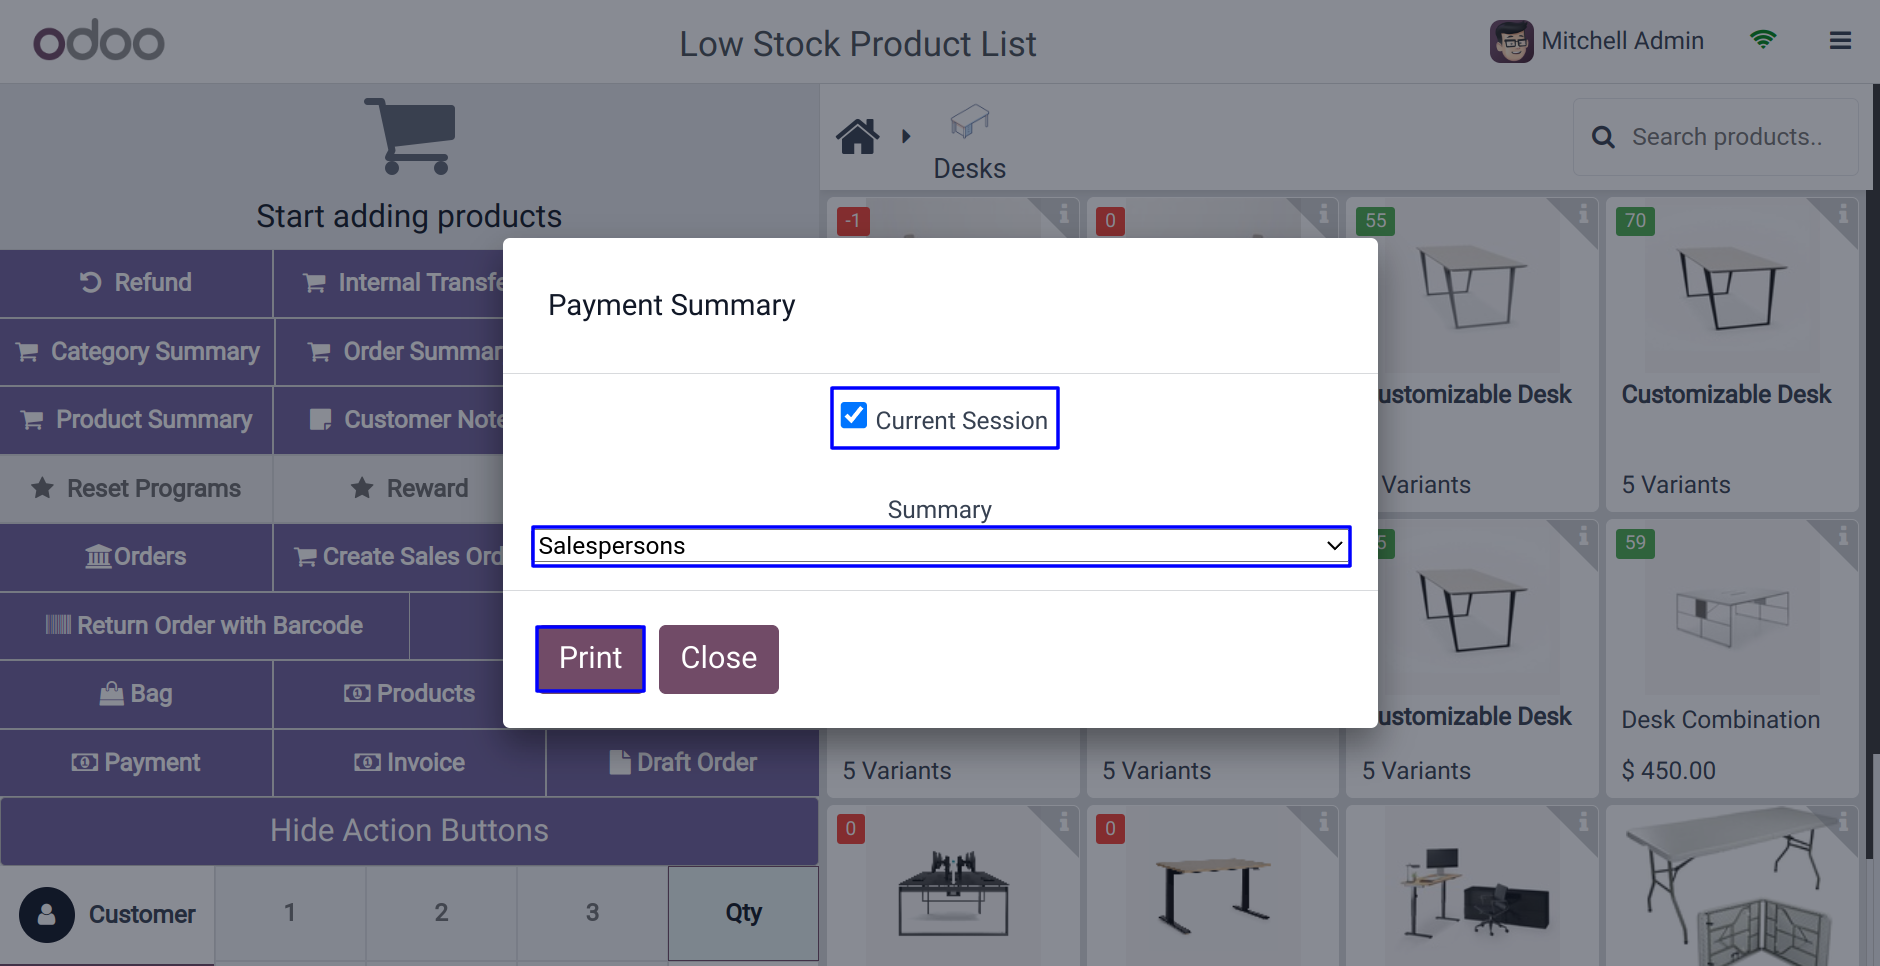 odoo
Low Stock Product List
Mitchell Admin
Start adding products
Desks
Search products..
Refund
Internal Transfe
Category Summary
Order Summar
Product Summary
Customer Note
Reset Programs
Reward
Orders
Create Sales Ord
Return Order with Barcode
Bag
Products
Payment
Invoice
Draft Order
Hide Action Buttons
Customer
1
2
3
Qty
Payment Summary
Current Session
Summary
Salespersons
Print
Close
-1
0
55
70
ustomizable Desk
Customizable Desk
Variants
5 Variants
5
59
ustomizable Desk
Desk Combination
5 Variants
5 Variants
5 Variants
$ 450.00
0
0